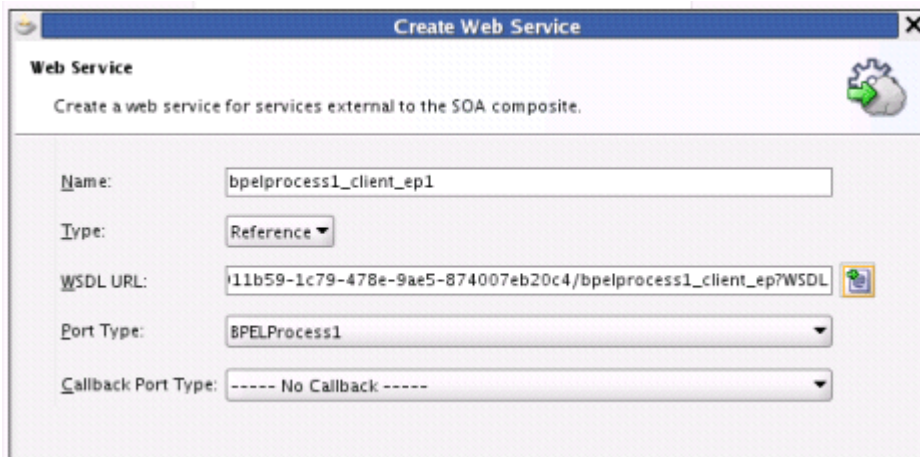 Create Web Service
Web Service
Create a web service for services external to the SOA composite.
Name: bpelprocess1_client_ep1
Type: Reference
WSDL URL: 11b59-1c79-478e-9ae5-874007eb20c4/bpelprocess1_client_ep?WSDL
Port Type: BPELProcess1
Callback Port Type: ----- No Callback -----